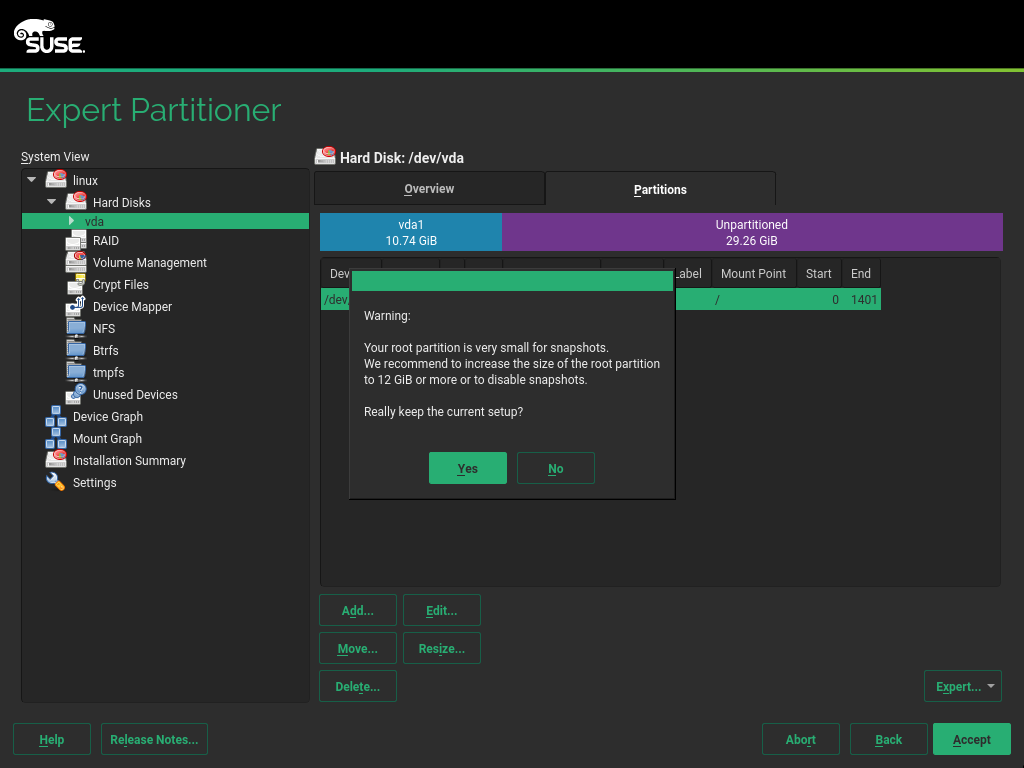 SUSE
Expert Partitioner
System View
linux
Hard Disks
vda
RAID
Volume Management
Crypt Files
Device Mapper
NFS
Btrfs
tmpfs
Unused Devices
Device Graph
Mount Graph
Installation Summary
Settings
Hard Disk: /dev/vda
Overview Partitions
vda1 Unpartitioned
10.74 GiB 29.26 GiB
Label Mount Point Start End
/ 0 1401
Warning:
Your root partition is very small for snapshots.
We recommend to increase the size of the root partition
to 12 GiB or more or to disable snapshots.
Really keep the current setup?
Yes No
Add... Edit...
Move... Resize...
Delete... Expert...
Help Release Notes... Abort Back Accept